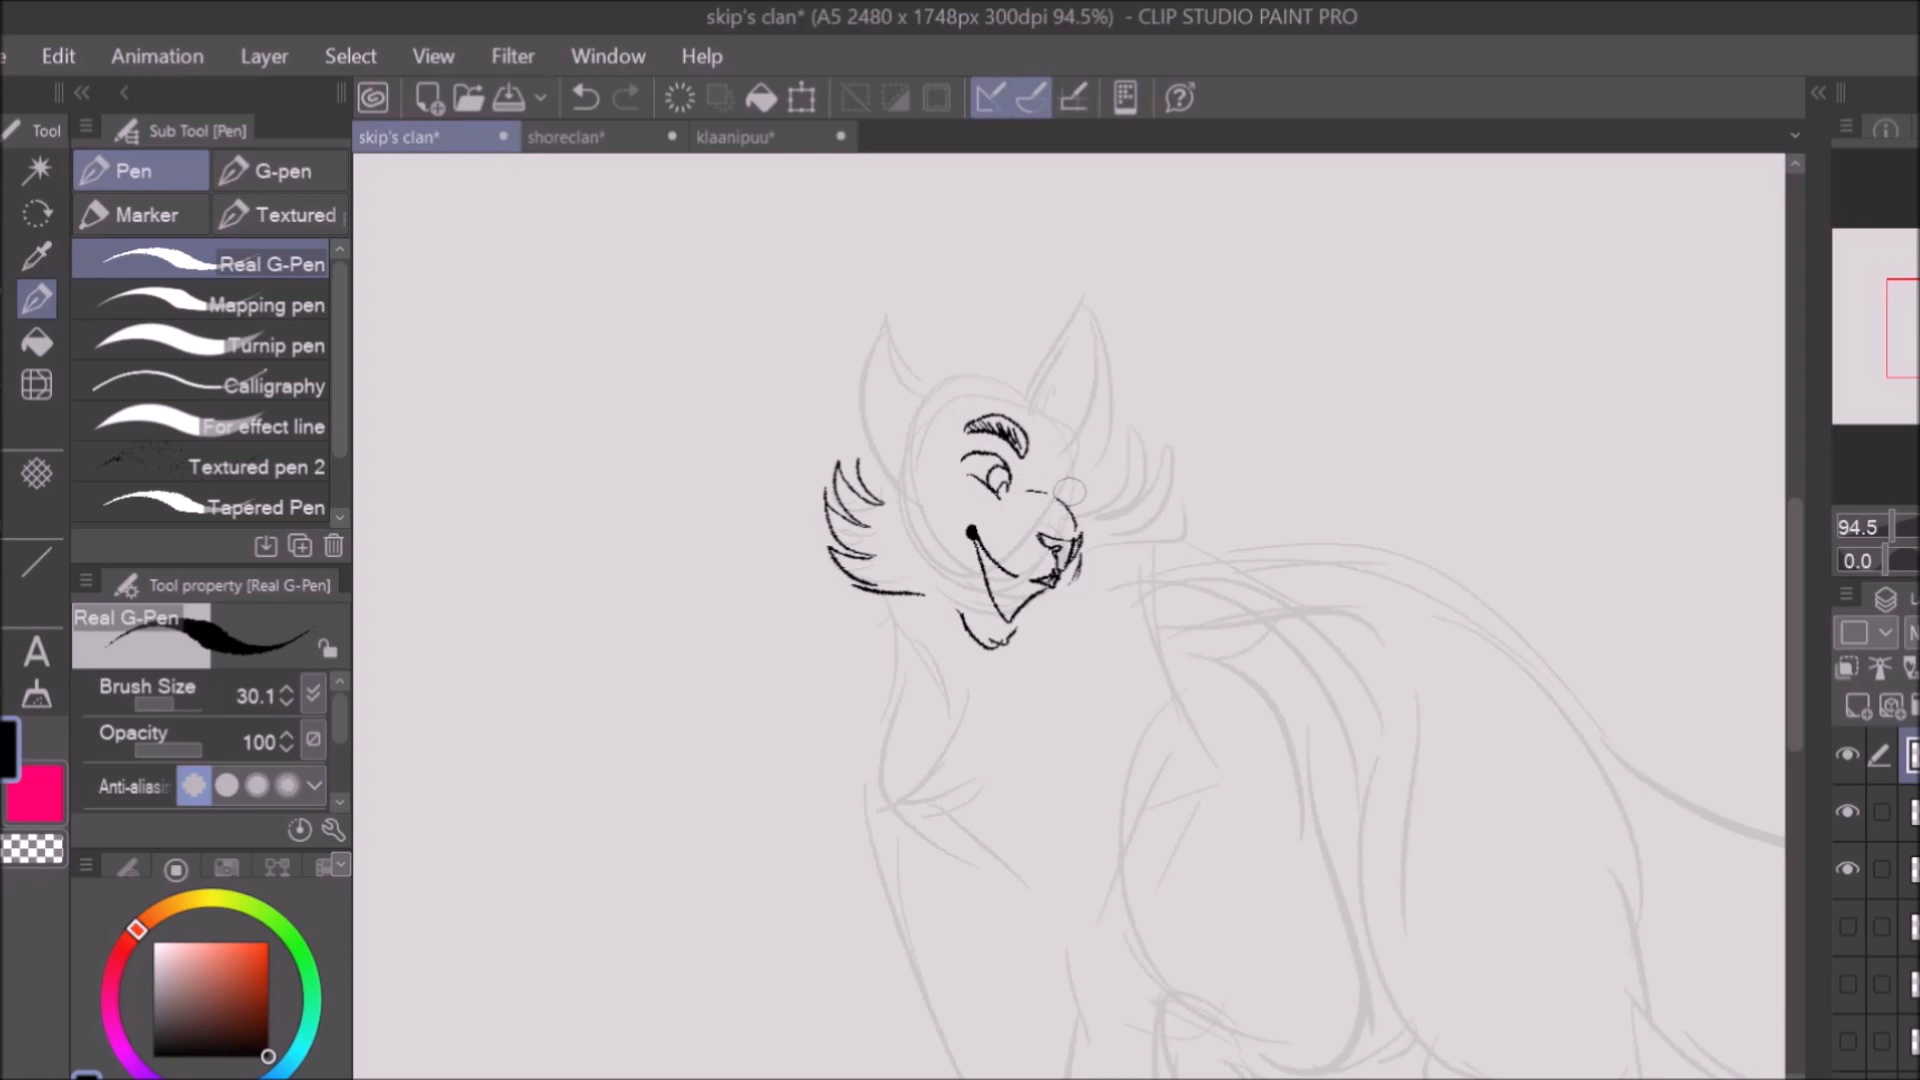 skip's clan* (A5 2480 x 1748px 300dpi 94.5%) - CLIP STUDIO PAINT PRO
Edit Animation Layer Select View Filter Window Help
Tool
Sub Tool [Pen]
skip's clan*
shoreclan*
klaanipuu*
Pen
G-pen
Marker
Textured
Real G-Pen
Mapping pen
Turnip pen
Calligraphy
For effect line
Textured pen 2
Tapered Pen
Tool property [Real G-Pen]
Real G-Pen
Brush Size 30.1
Opacity 100
Anti-aliasin
A
94.5
0.0